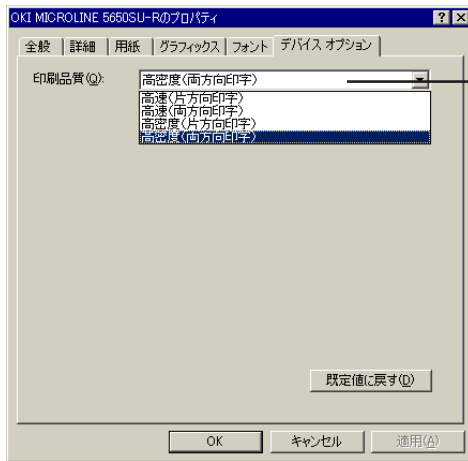 OKI MICROLINE 5650SU-Rのプロパティ
全般 詳細 用紙 グラフィックス フォント デバイス オプション
印刷品質(Q): 高密度(両方向印字)
高速(片方向印字)
高速(両方向印字)
高密度(片方向印字)
高密度(両方向印字)
既定値に戻す(D)
OK キャンセル 適用(A)